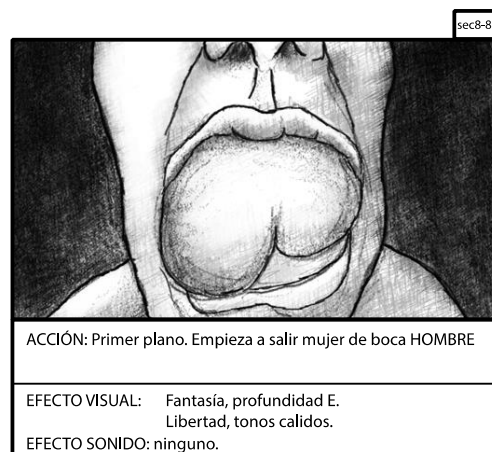 sec8-8
ACCIÓN: Primer plano. Empieza a salir mujer de boca HOMBRE
EFECTO VISUAL: Fantasía, profundidad E.
Libertad, tonos calidos.
EFECTO SONIDO: ninguno.